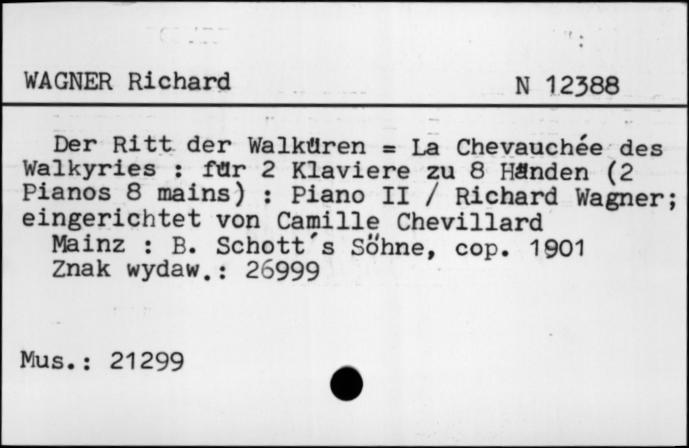 WAGNER Richard
N 12388
Der Ritt der Walküren = La Chevauchée des
Walkyries : für 2 Klaviere zu 8 Händen (2
Pianos 8 mains) : Piano II / Richard Wagner;
eingerichtet von Camille Chevillard
Mainz : B. Schott´s Söhne, cop. 1901
Znak wydaw.: 26999
Mus.: 21299